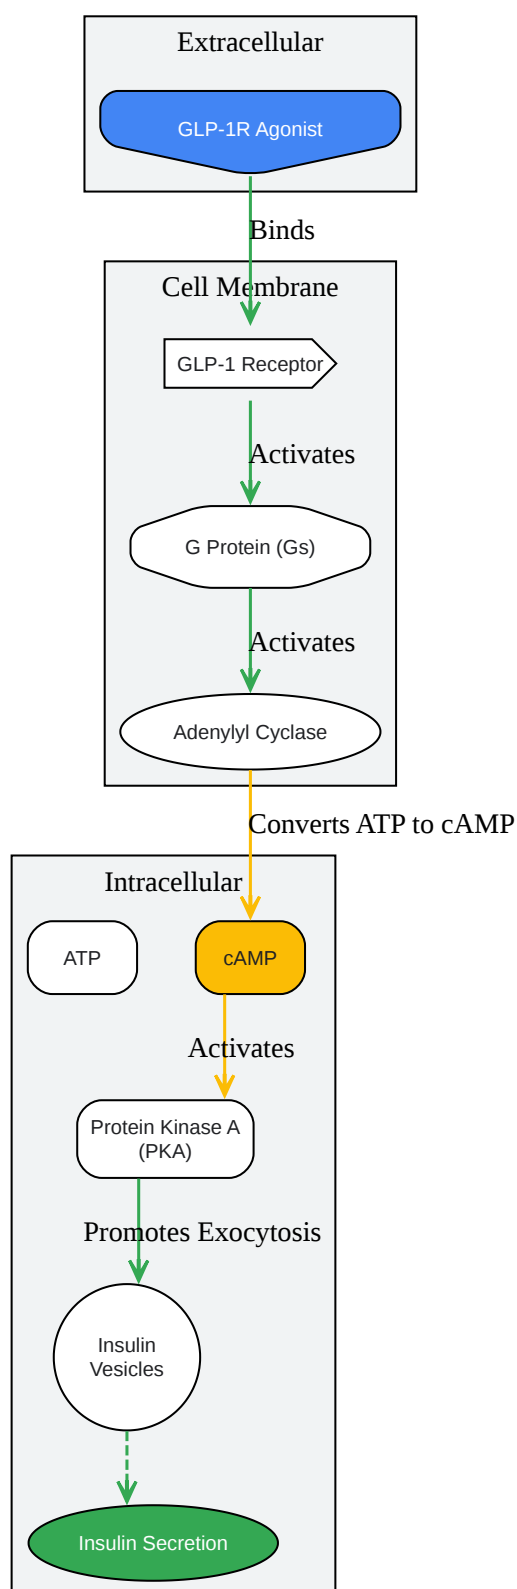 Extracellular
GLP-1R Agonist
Binds
Cell Membrane
GLP-1 Receptor
Activates
G Protein (Gs)
Activates
Adenylyl Cyclase
Converts ATP to cAMP
Intracellular
ATP
cAMP
Activates
Protein Kinase A
(PKA)
Promotes Exocytosis
Insulin
Vesicles
Insulin Secretion